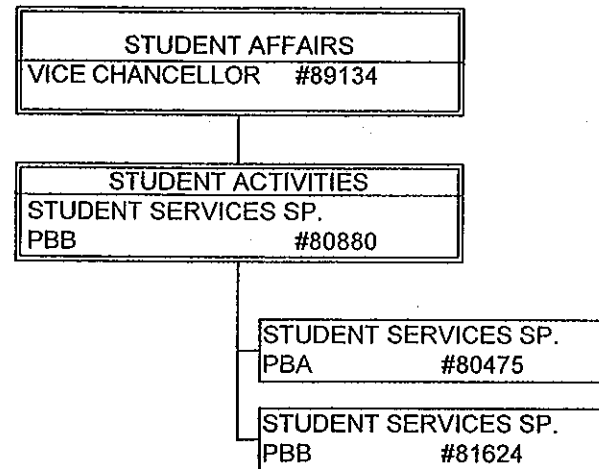 STUDENT AFFAIRS
VICE CHANCELLOR #89134
STUDENT ACTIVITIES
STUDENT SERVICES SP.
PBB #80880
STUDENT SERVICES SP.
PBA #80475
STUDENT SERVICES SP.
PBB #81624